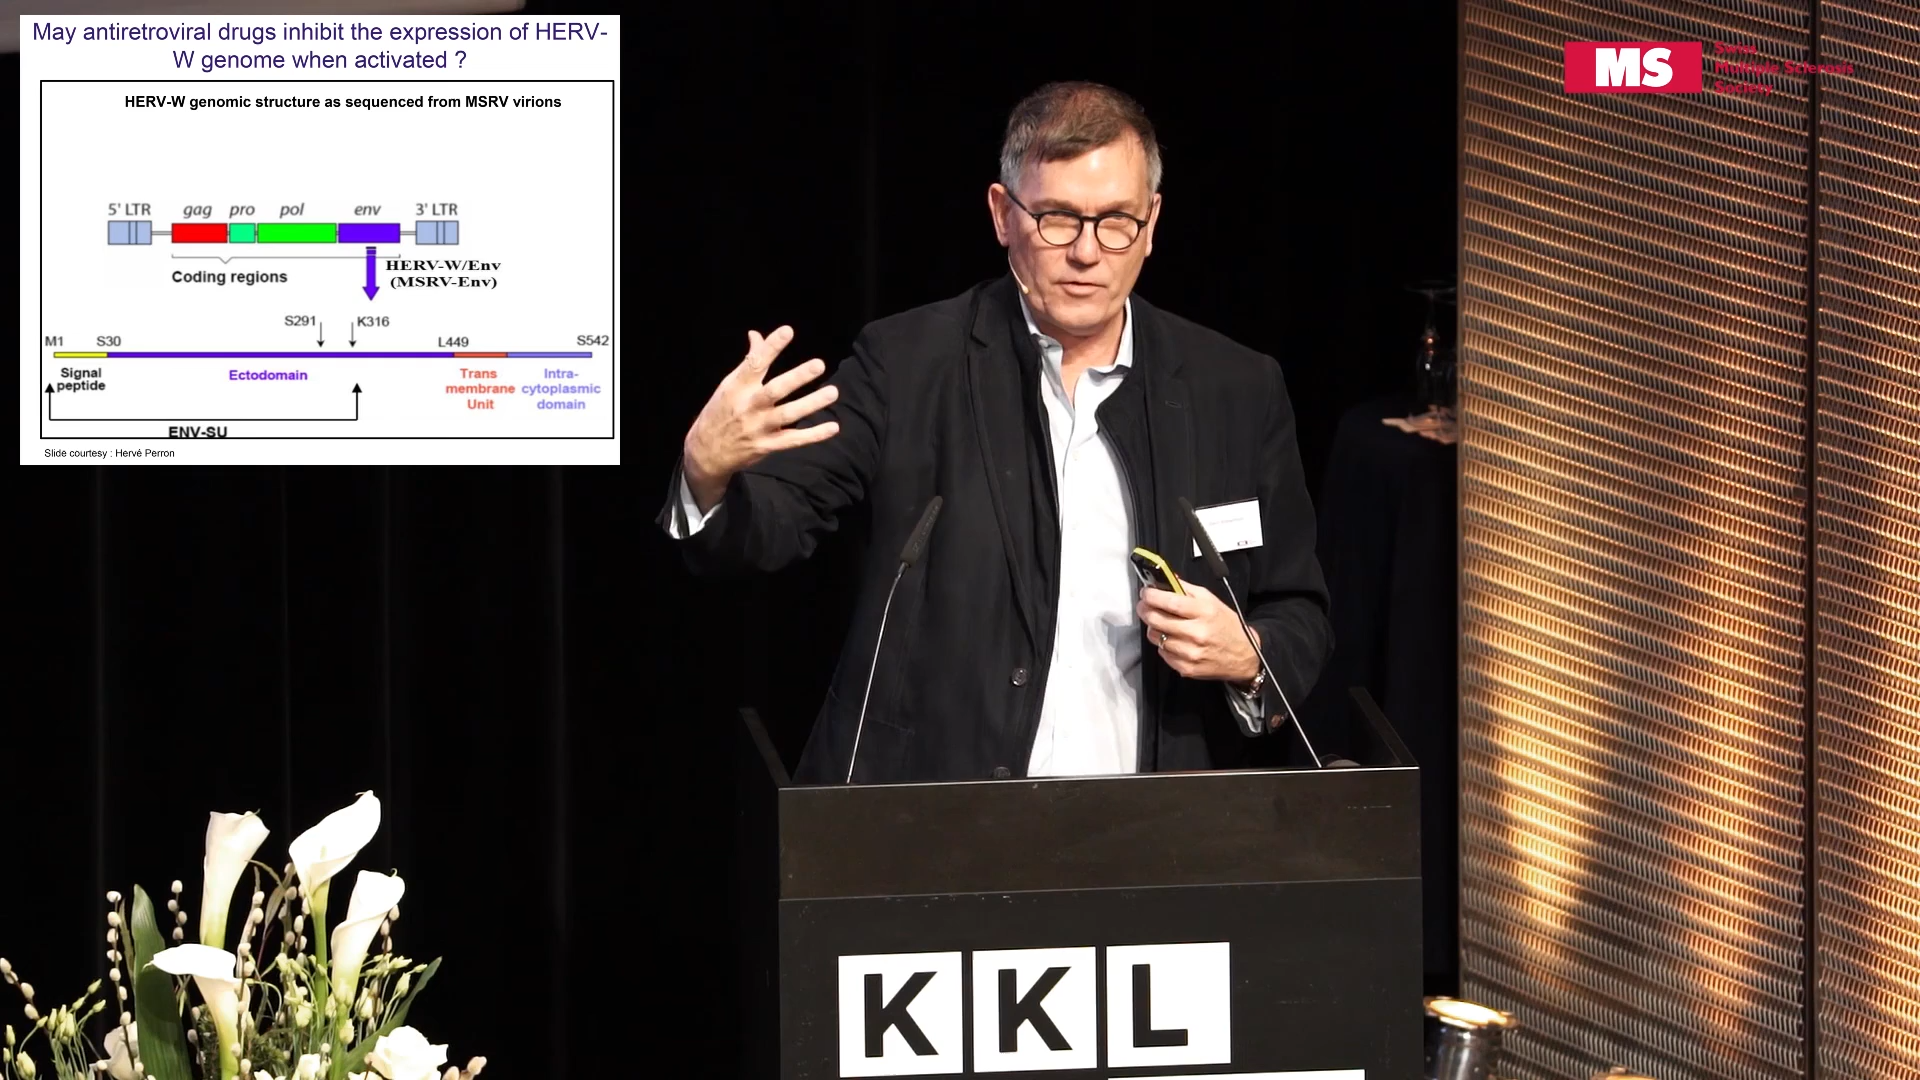 May antiretroviral drugs inhibit the expression of HERV-
W genome when activated ?
HERV-W genomic structure as sequenced from MSRV virions
5' LTR gag pro pol env 3' LTR
HERV-W/Env
(MSRV-Env)
Coding regions
S291 K316
M1 S30 L449 S542
Signal
peptide
Ectodomain
Trans
membrane
Unit
Intra-
cytoplasmic
domain
ENV-SU
Slide courtesy : Hervé Perron
MS
Swiss
Multiple Sclerosis
Society
KKL